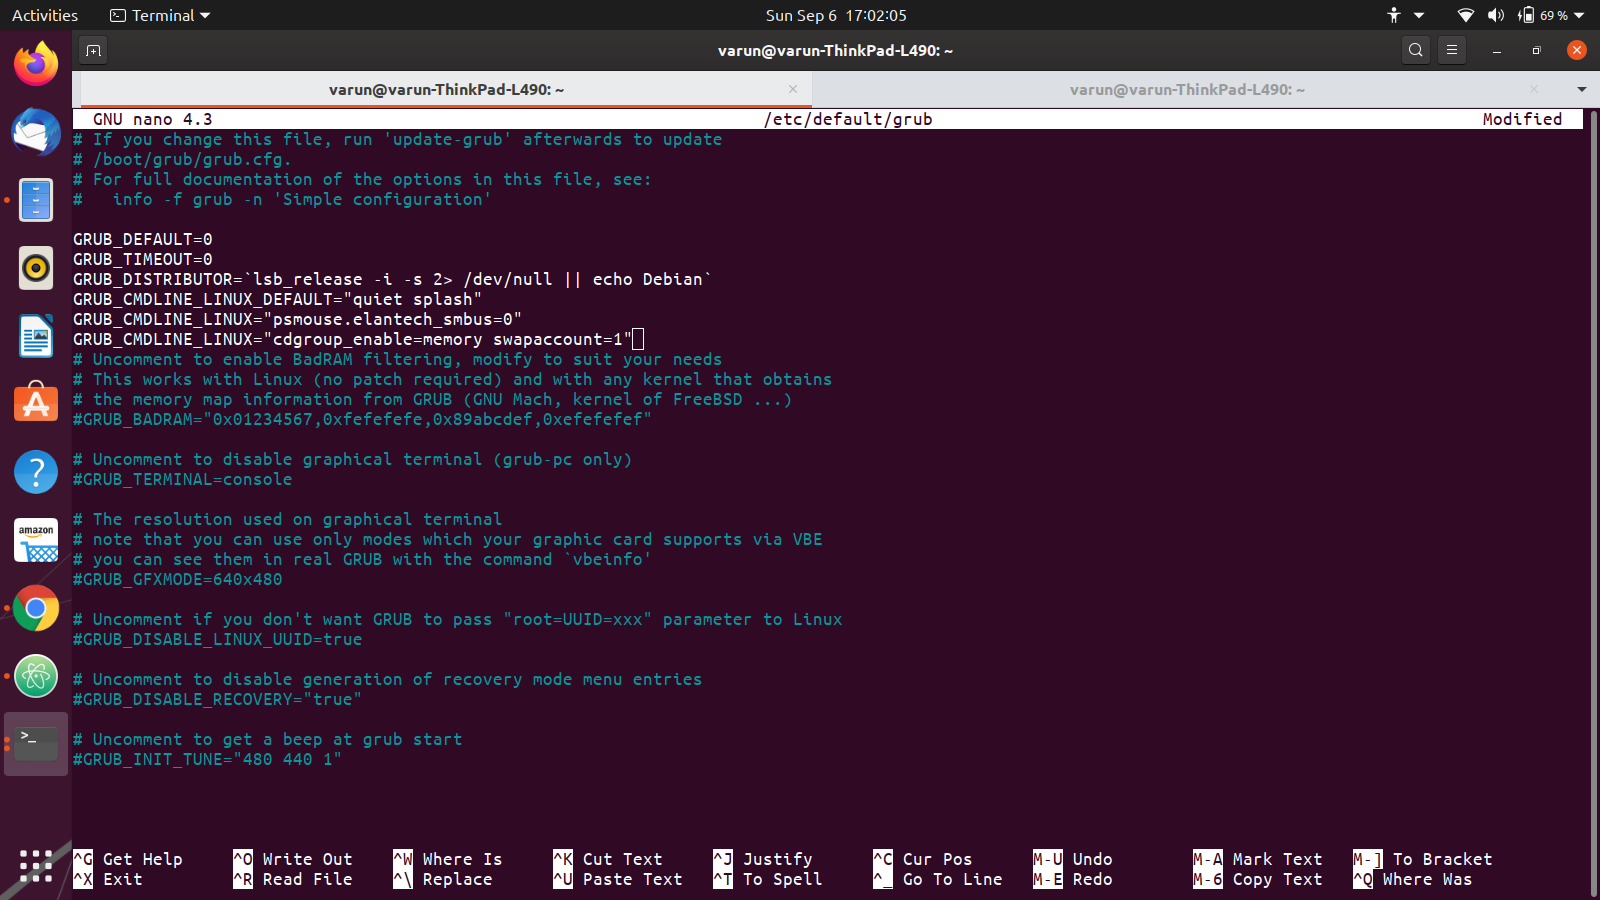 Activities Terminal Sun Sep 6 17:02:05 69 %
varun@varun-ThinkPad-L490: ~
varun@varun-ThinkPad-L490: ~ varun@varun-ThinkPad-L490: ~
GNU nano 4.3 /etc/default/grub Modified
# If you change this file, run 'update-grub' afterwards to update
# /boot/grub/grub.cfg.
# For full documentation of the options in this file, see:
#   info -f grub -n 'Simple configuration'
GRUB_DEFAULT=0
GRUB_TIMEOUT=0
GRUB_DISTRIBUTOR=`lsb_release -i -s 2> /dev/null || echo Debian`
GRUB_CMDLINE_LINUX_DEFAULT="quiet splash"
GRUB_CMDLINE_LINUX="psmouse.elantech_smbus=0"
GRUB_CMDLINE_LINUX="cdgroup_enable=memory swapaccount=1"
# Uncomment to enable BadRAM filtering, modify to suit your needs
# This works with Linux (no patch required) and with any kernel that obtains
# the memory map information from GRUB (GNU Mach, kernel of FreeBSD ...)
#GRUB_BADRAM="0x01234567,0xfefefefe,0x89abcdef,0xefefefef"
# Uncomment to disable graphical terminal (grub-pc only)
#GRUB_TERMINAL=console
# The resolution used on graphical terminal
# note that you can use only modes which your graphic card supports via VBE
# you can see them in real GRUB with the command `vbeinfo'
#GRUB_GFXMODE=640x480
# Uncomment if you don't want GRUB to pass "root=UUID=xxx" parameter to Linux
#GRUB_DISABLE_LINUX_UUID=true
# Uncomment to disable generation of recovery mode menu entries
#GRUB_DISABLE_RECOVERY="true"
# Uncomment to get a beep at grub start
#GRUB_INIT_TUNE="480 440 1"
^G Get Help ^O Write Out ^W Where Is ^K Cut Text ^J Justify ^C Cur Pos M-U Undo M-A Mark Text M-] To Bracket
^X Exit ^R Read File ^\ Replace ^U Paste Text ^T To Spell ^_ Go To Line M-E Redo M-6 Copy Text ^Q Where Was
amazon